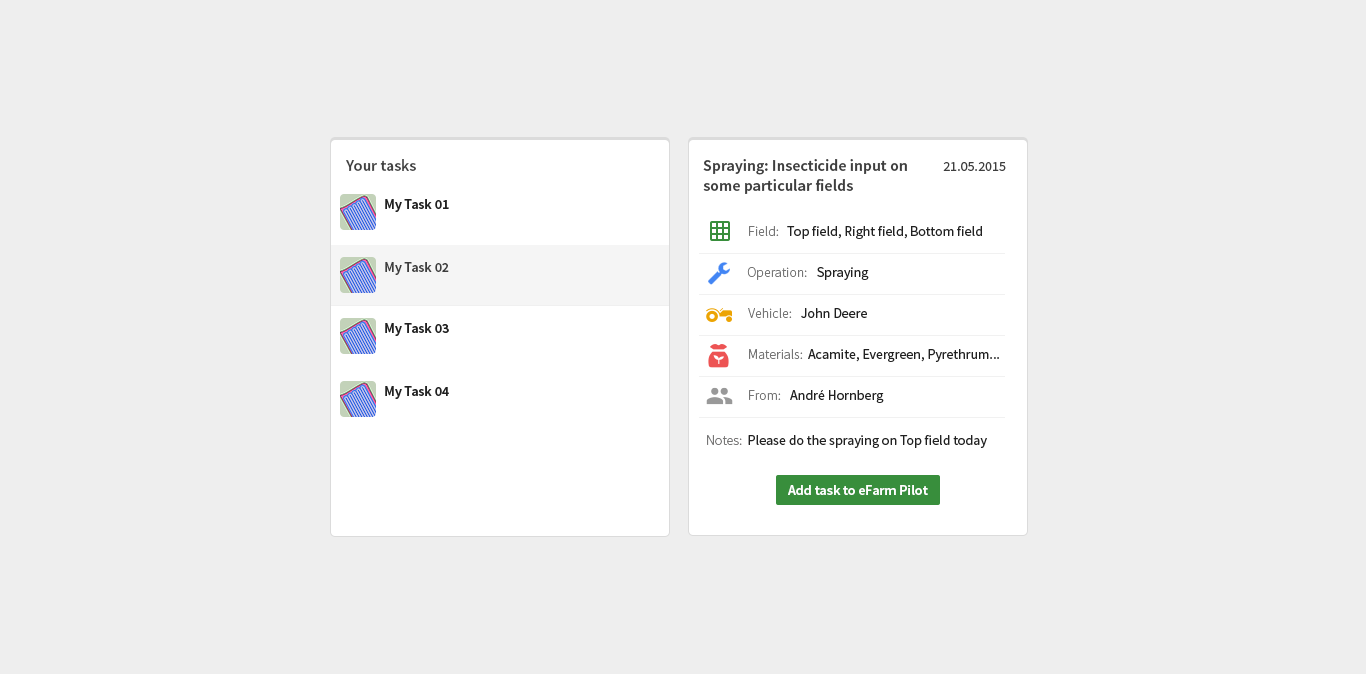 Your tasks
My Task 01
My Task 02
My Task 03
My Task 04
Spraying: Insecticide input on
some particular fields
21.05.2015
Field: Top field, Right field, Bottom field
Operation: Spraying
Vehicle: John Deere
Materials: Acamite, Evergreen, Pyrethrum...
From: André Hornberg
Notes: Please do the spraying on Top field today
Add task to eFarm Pilot